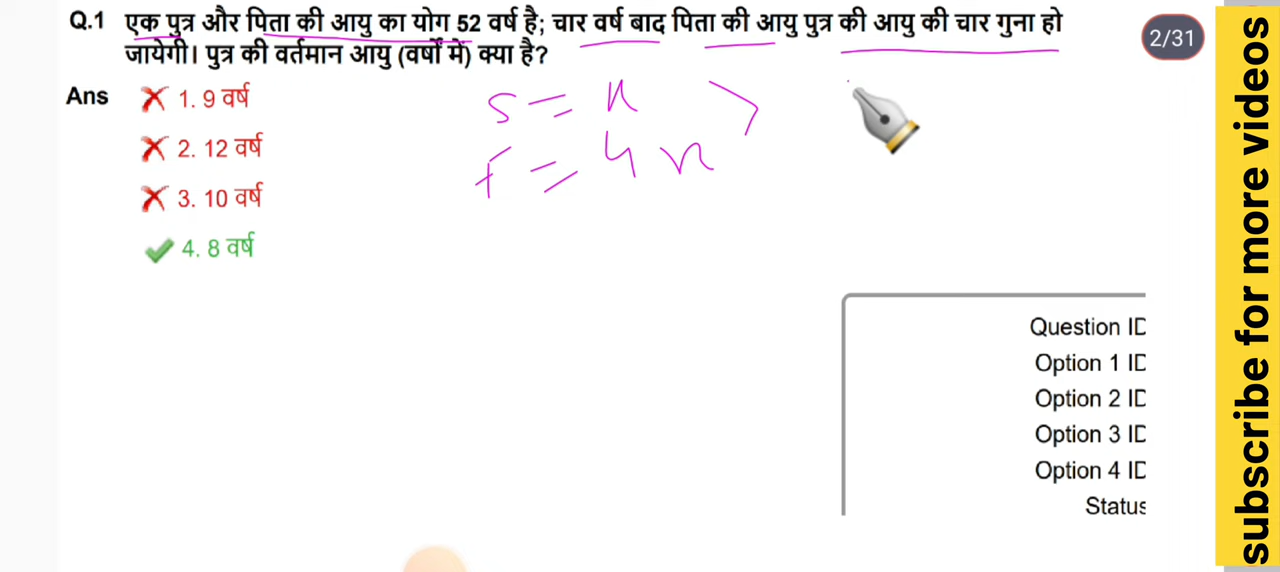 Q.1 एक पुत्र और पिता की आयु का योग 52 वर्ष है; चार वर्ष बाद पिता की आयु पुत्र की आयु की चार गुना हो
जायेगी। पुत्र की वर्तमान आयु (वर्षों में) क्या है?
2/31
Ans 1. 9 वर्ष
2. 12 वर्ष
3. 10 वर्ष
4. 8 वर्ष
S = x
F = 4x
Question ID
Option 1 ID
Option 2 ID
Option 3 ID
Option 4 ID
Status
subscribe for more videos